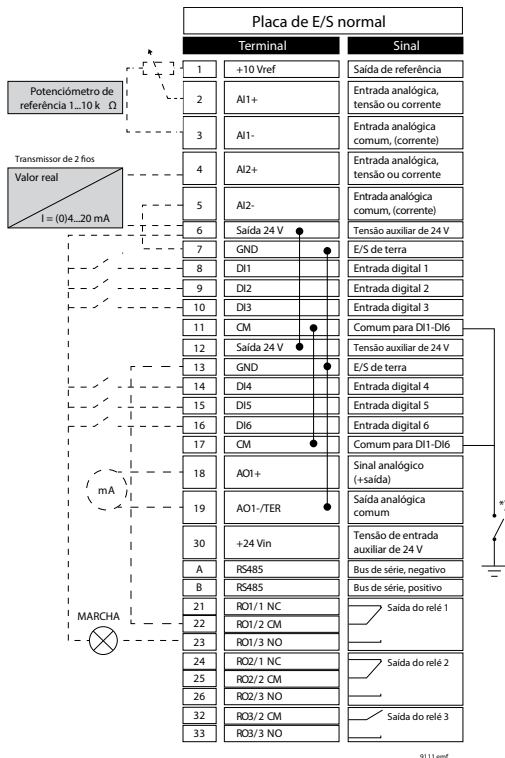 Placa de E/S normal
Terminal Sinal
1 +10 Vref Saída de referência
Potenciómetro de
referência 1...10 k Ω
2 AI1+ Entrada analógica,
tensão ou corrente
3 AI1- Entrada analógica
comum, (corrente)
Transmissor de 2 fios
Valor real
I = (0)4...20 mA
4 AI2+ Entrada analógica,
tensão ou corrente
5 AI2- Entrada analógica
comum, (corrente)
6 Saída 24 V Tensão auxiliar de 24 V
7 GND E/S de terra
8 DI1 Entrada digital 1
9 DI2 Entrada digital 2
10 DI3 Entrada digital 3
11 CM Comum para DI1-DI6
12 Saída 24 V Tensão auxiliar de 24 V
13 GND E/S de terra
14 DI4 Entrada digital 4
15 DI5 Entrada digital 5
16 DI6 Entrada digital 6
17 CM Comum para DI1-DI6
mA
18 AO1+ Sinal analógico
(+saída)
19 AO1-/TER Saída analógica
comum
30 +24 Vin Tensão de entrada
auxiliar de 24 V
A RS485 Bus de série, negativo
B RS485 Bus de série, positivo
MARCHA
21 RO1/1 NC Saída do relé 1
22 RO1/2 CM
23 RO1/3 NO
24 RO2/1 NC Saída do relé 2
25 RO2/2 CM
26 RO2/3 NO
32 RO3/2 CM Saída do relé 3
33 RO3/3 NO
9111.emf